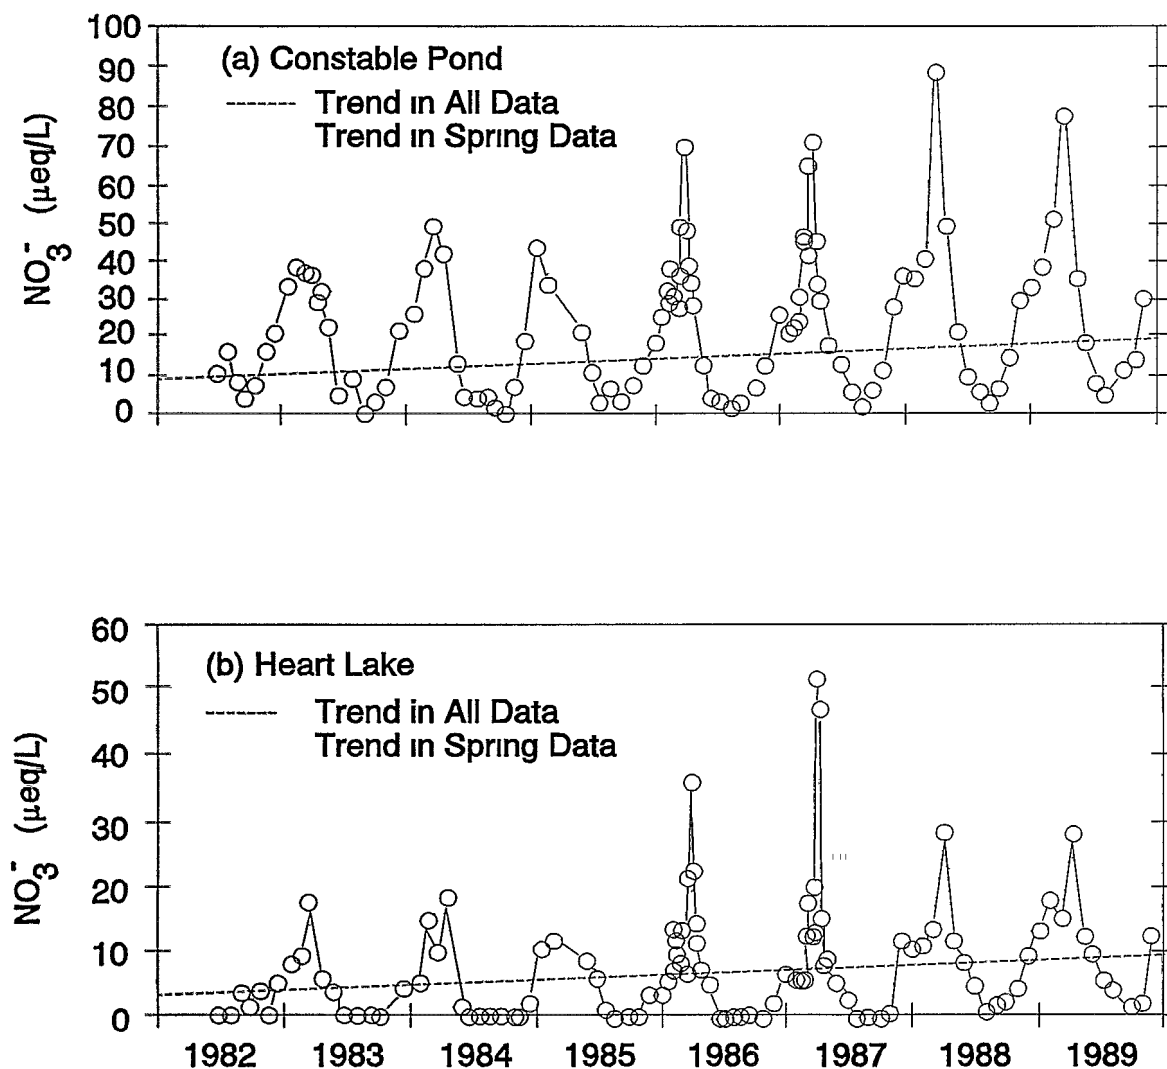 100
90
80
70
60
50
40
30
20
10
0
NO3- (μeq/L)
(a) Constable Pond
Trend in All Data
Trend in Spring Data
60
50
40
30
20
10
0
NO3- (μeq/L)
(b) Heart Lake
Trend in All Data
Trend in Spring Data
1982 1983 1984 1985 1986 1987 1988 1989